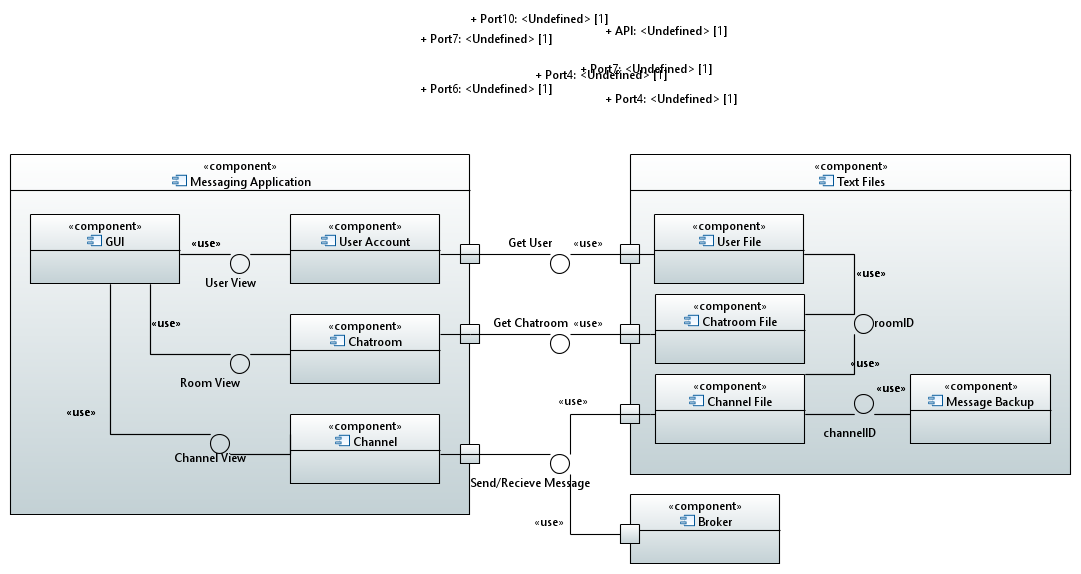 + Port10: <Undefined> [1]
+ API: <Undefined> [1]
+ Port7: <Undefined> [1]
+ Port7: <Undefined> [1]
+ Port4: <Undefined> [1]
+ Port6: <Undefined> [1]
+ Port4: <Undefined> [1]
«component»
Messaging Application
«component»
Text Files
«component»
GUI
«use»
User View
«component»
User Account
Get User
«use»
«component»
User File
«use»
«use»
Room View
«component»
Chatroom
Get Chatroom
«use»
«component»
Chatroom File
roomID
«use»
«use»
Channel View
«component»
Channel
«use»
Send/Recieve Message
«component»
Channel File
«use»
channelID
«component»
Message Backup
«use»
«component»
Broker